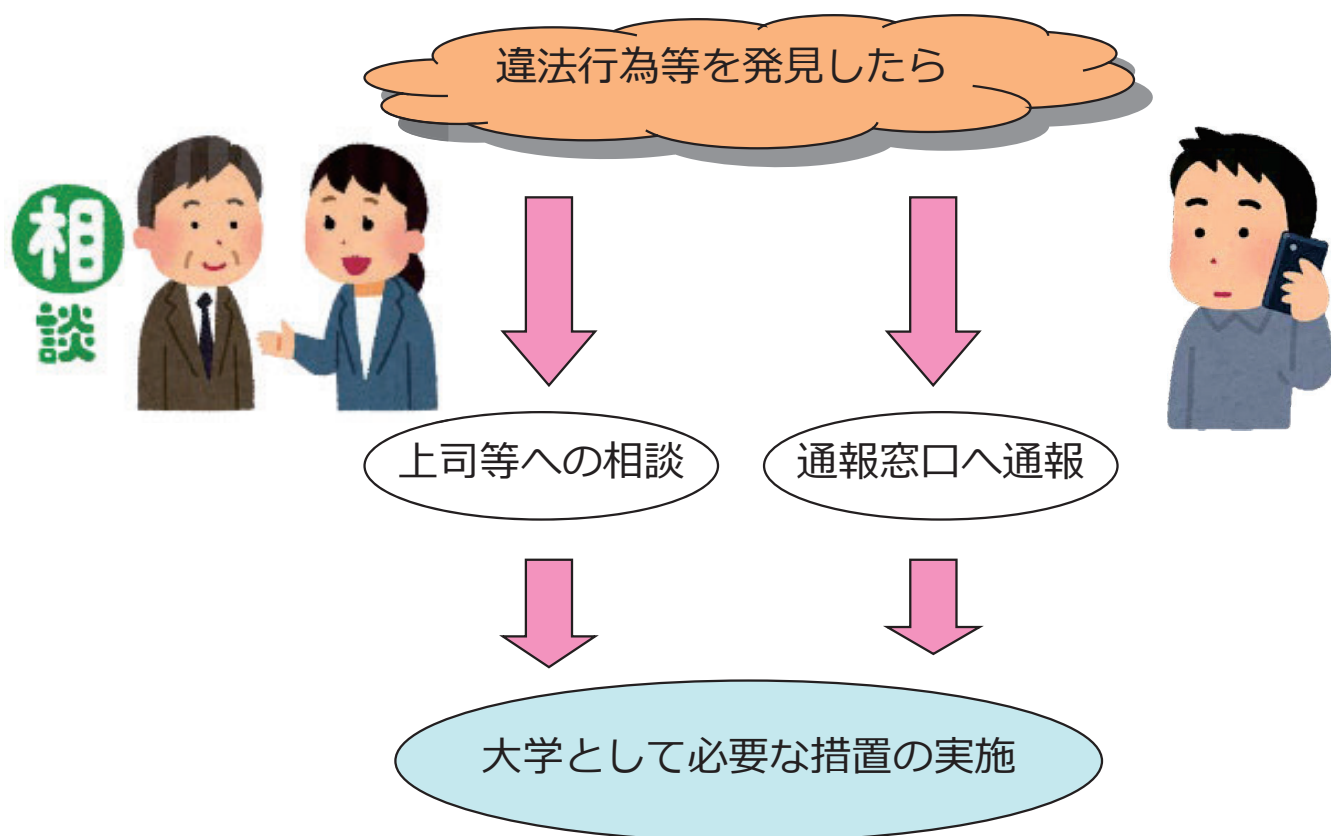 違法行為等を発見したら
相談
上司等への相談
通報窓口へ通報
大学として必要な措置の実施